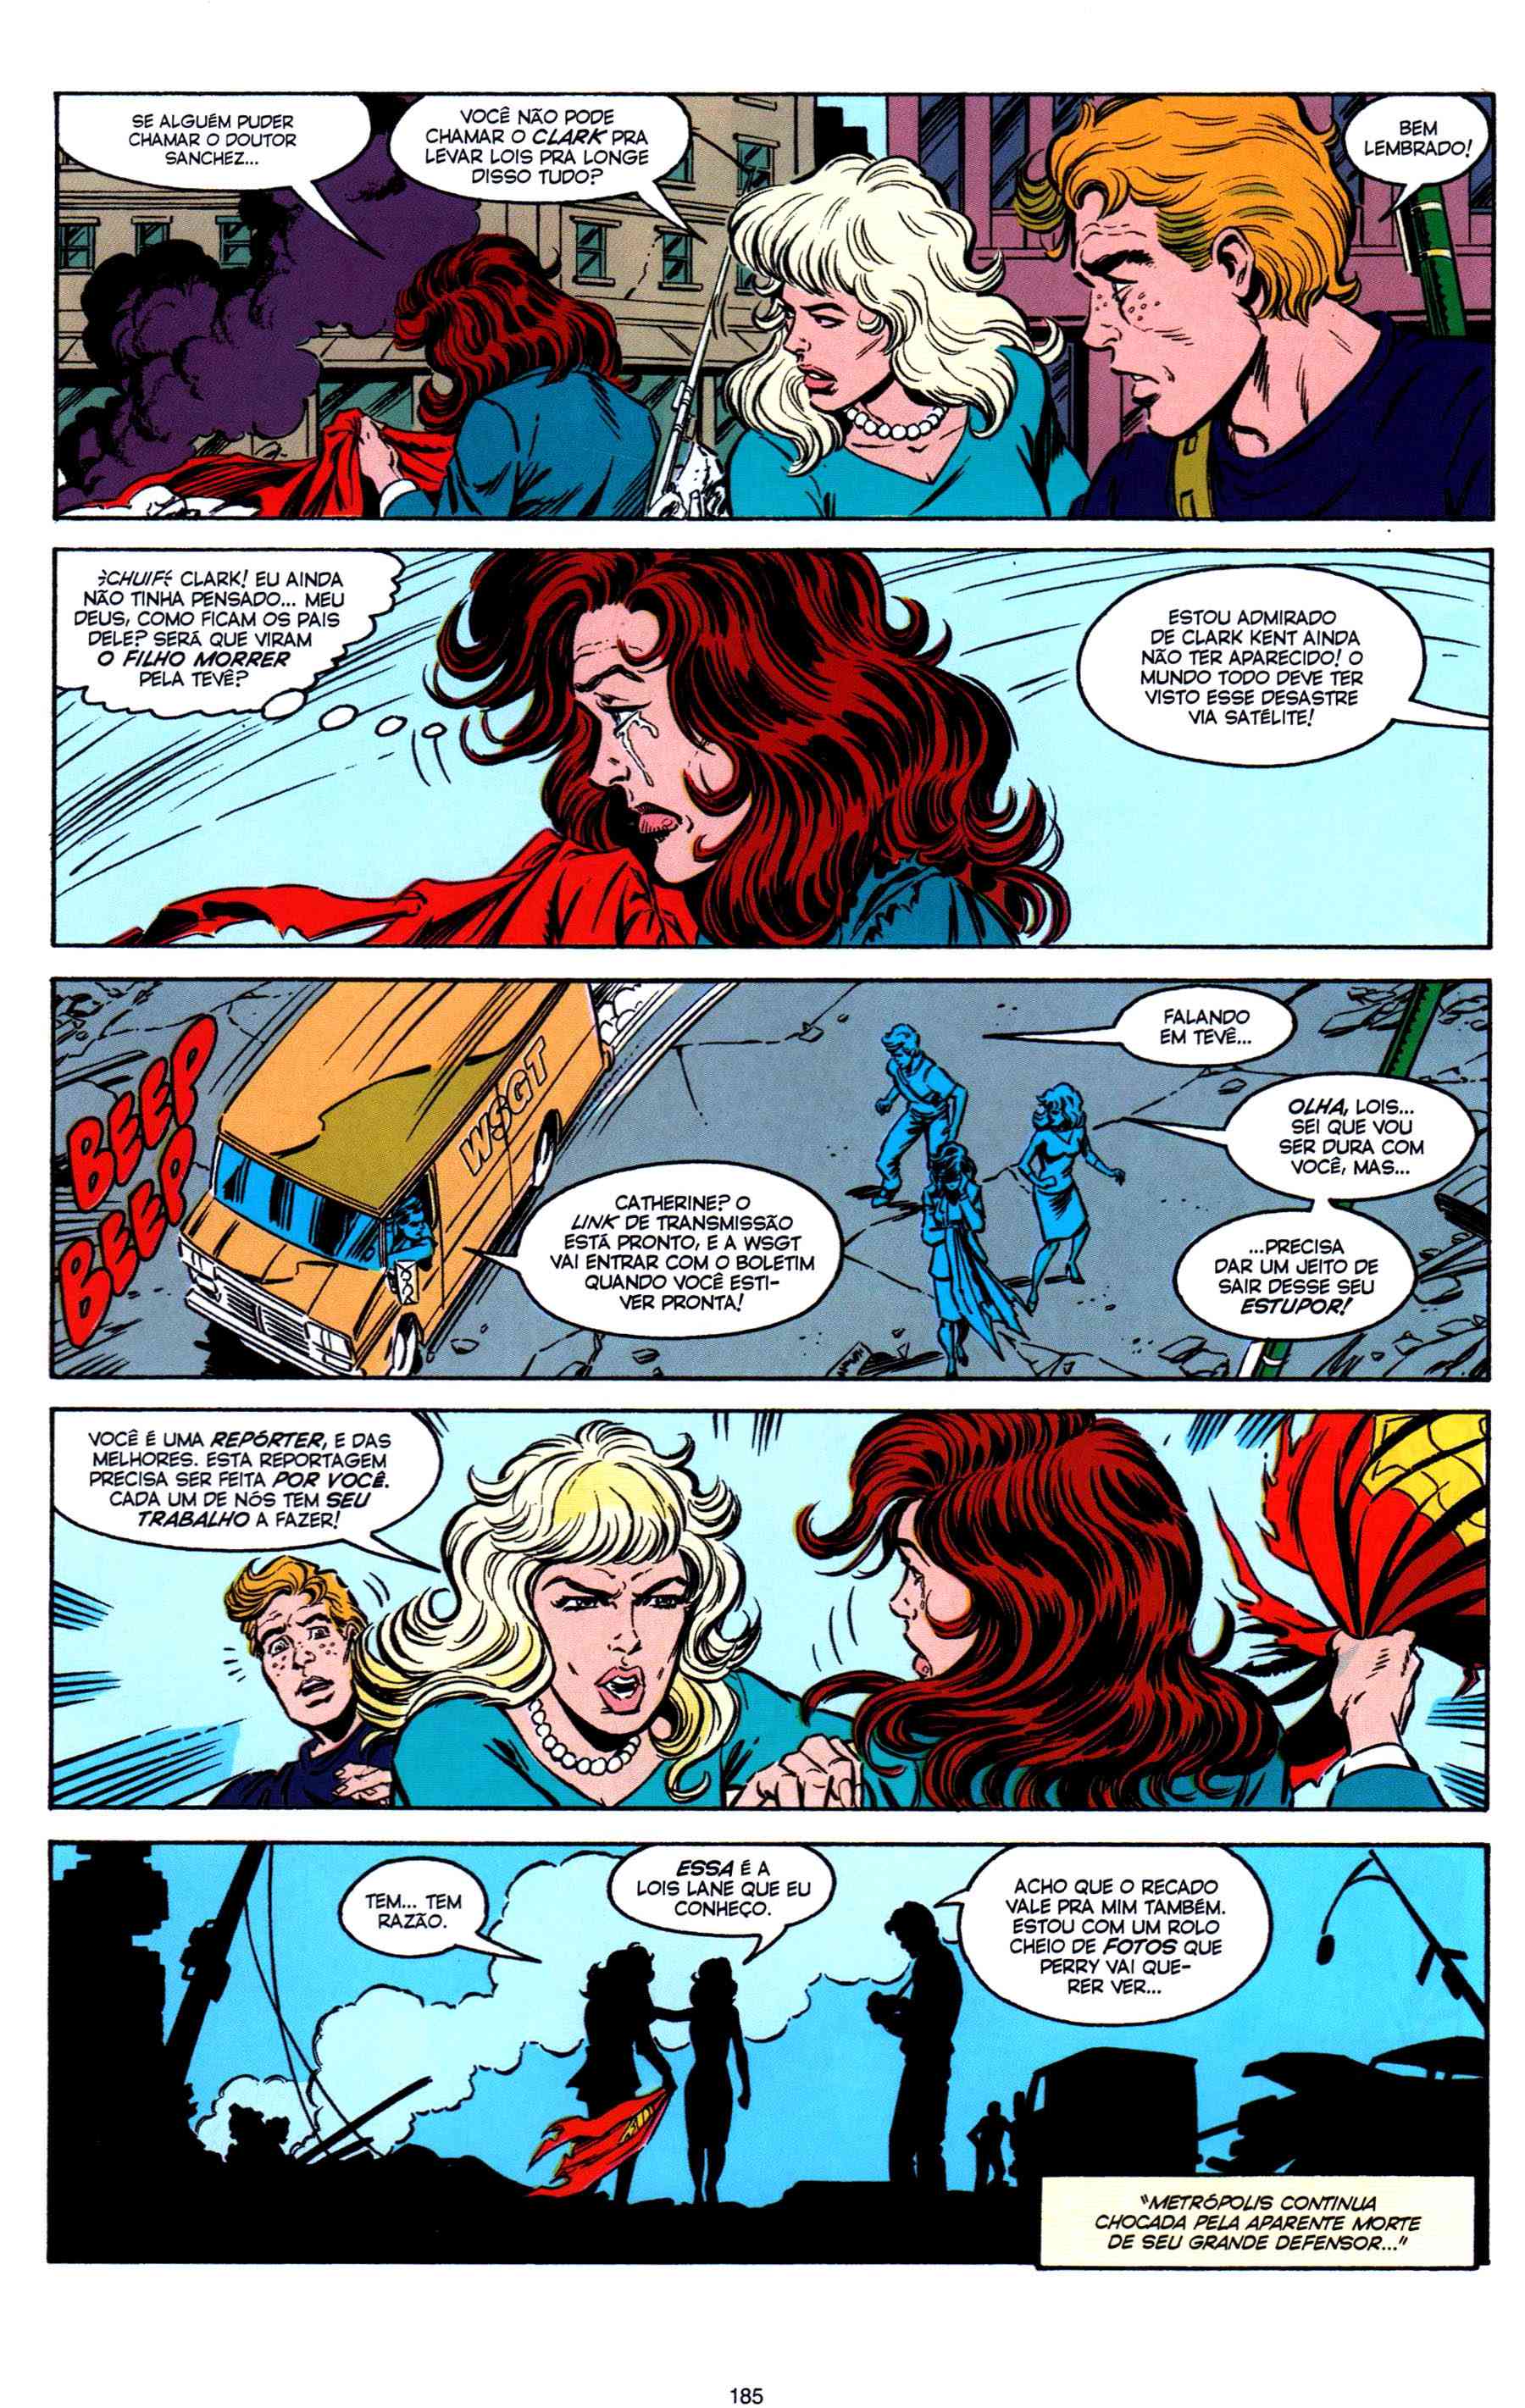 SE ALGUÉM PUDER
CHAMAR O DOUTOR
SANCHEZ...
VOCÊ NÃO PODE
CHAMAR O CLARK PRA
LEVAR LOIS PRA LONGE
DISSO TUDO?
BEM
LEMBRADO!
CHUIF CLARK! EU AINDA
NÃO TINHA PENSADO... MEU
DEUS, COMO FICAM OS PAIS
DELE? SERÁ QUE VIRAM
O FILHO MORRER
PELA TEVÊ?
ESTOU ADMIRADO
DE CLARK KENT AINDA
NÃO TER APARECIDO! O
MUNDO TODO DEVE TER
VISTO ESSE DESASTRE
VIA SATÉLITE!
BEEP
BEEP
WSGT
CATHERINE? O
LINK DE TRANSMISSÃO
ESTÁ PRONTO, E A WSGT
VAI ENTRAR COM O BOLETIM
QUANDO VOCÊ ESTI-
VER PRONTA!
FALANDO
EM TEVÊ...
OLHA, LOIS...
SEI QUE VOU
SER DURA COM
VOCÊ, MAS...
...PRECISA
DAR UM JEITO DE
SAIR DESSE SEU
ESTUPOR!
VOCÊ É UMA REPÓRTER, E DAS
MELHORES. ESTA REPORTAGEM
PRECISA SER FEITA POR VOCÊ.
CADA UM DE NÓS TEM SEU
TRABALHO A FAZER!
TEM... TEM
RAZÃO.
ESSA É A
LOIS LANE QUE EU
CONHEÇO.
ACHO QUE O RECADO
VALE PRA MIM TAMBÉM.
ESTOU COM UM ROLO
CHEIO DE FOTOS QUE
PERRY VAI QUE-
RER VER...
"METRÓPOLIS CONTINUA
CHOCADA PELA APARENTE MORTE
DE SEU GRANDE DEFENSOR..."
185